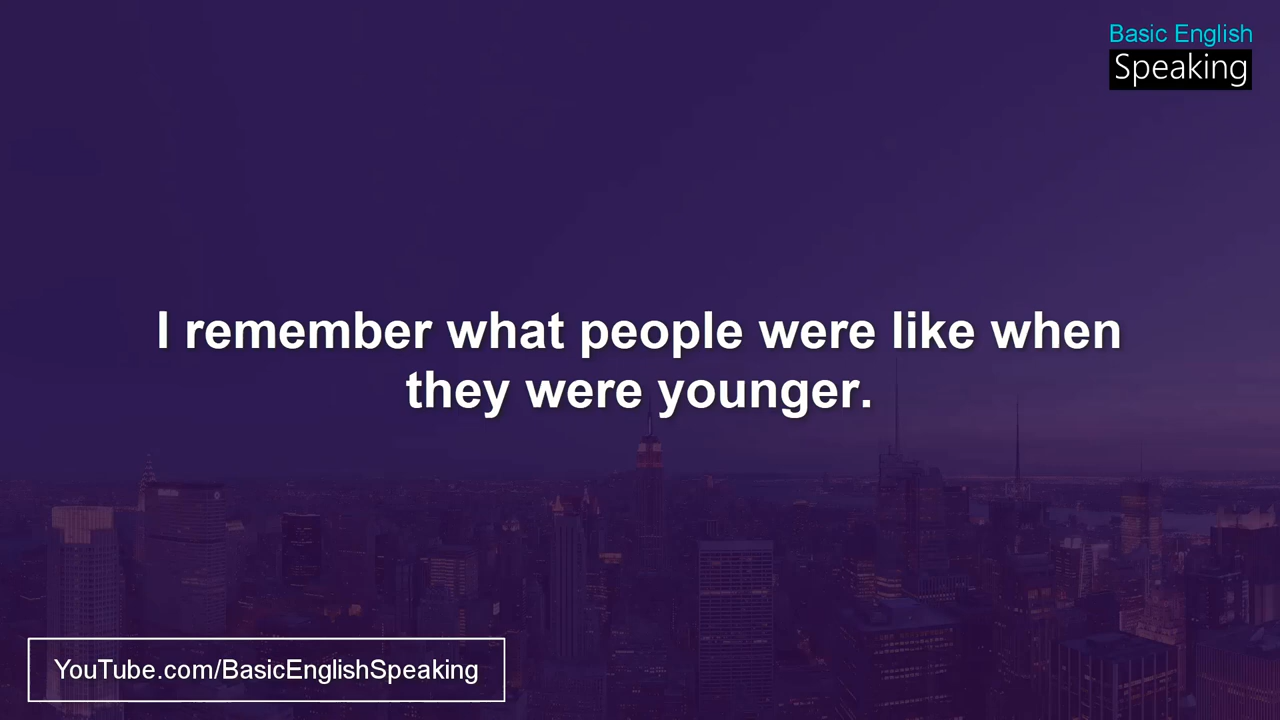 Basic English
Speaking
I remember what people were like when
they were younger.
YouTube.com/BasicEnglishSpeaking